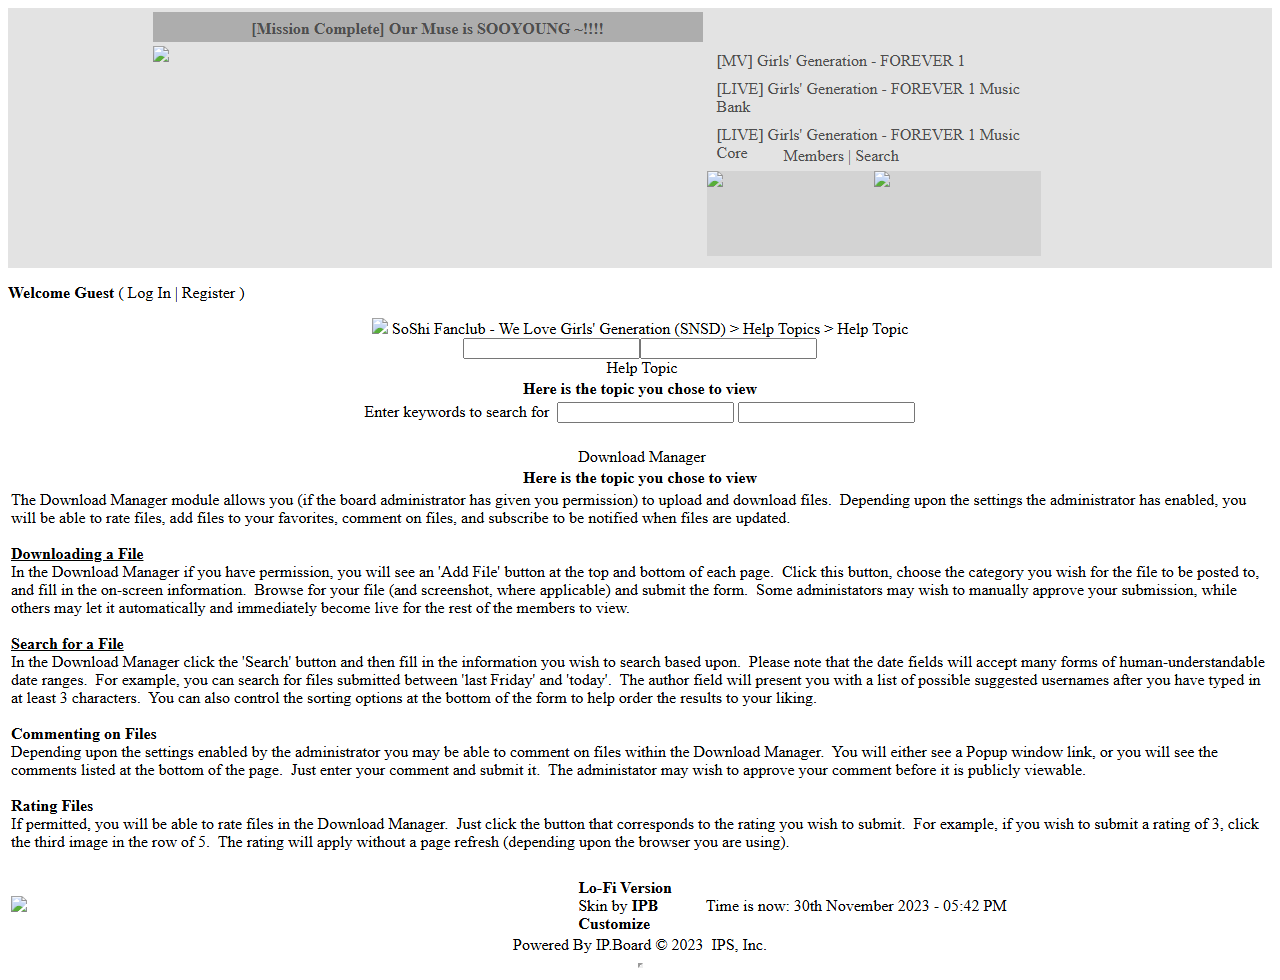 [Mission Complete] Our Muse is SOOYOUNG ~!!!!
[MV] Girls' Generation - FOREVER 1
[LIVE] Girls' Generation - FOREVER 1 Music
Bank
[LIVE] Girls' Generation - FOREVER 1 Music
Core
Members | Search
Welcome Guest ( Log In | Register )
SoShi Fanclub - We Love Girls' Generation (SNSD) > Help Topics > Help Topic
Help Topic
Here is the topic you chose to view
Enter keywords to search for
Download Manager
Here is the topic you chose to view
The Download Manager module allows you (if the board administrator has given you permission) to upload and download files.  Depending upon the settings the administrator has enabled, you
will be able to rate files, add files to your favorites, comment on files, and subscribe to be notified when files are updated.
Downloading a File
In the Download Manager if you have permission, you will see an 'Add File' button at the top and bottom of each page.  Click this button, choose the category you wish for the file to be posted to,
and fill in the on-screen information.  Browse for your file (and screenshot, where applicable) and submit the form.  Some administators may wish to manually approve your submission, while
others may let it automatically and immediately become live for the rest of the members to view.
Search for a File
In the Download Manager click the 'Search' button and then fill in the information you wish to search based upon.  Please note that the date fields will accept many forms of human-understandable
date ranges.  For example, you can search for files submitted between 'last Friday' and 'today'.  The author field will present you with a list of possible suggested usernames after you have typed in
at least 3 characters.  You can also control the sorting options at the bottom of the form to help order the results to your liking.
Commenting on Files
Depending upon the settings enabled by the administrator you may be able to comment on files within the Download Manager.  You will either see a Popup window link, or you will see the
comments listed at the bottom of the page.  Just enter your comment and submit it.  The administator may wish to approve your comment before it is publicly viewable.
Rating Files
If permitted, you will be able to rate files in the Download Manager.  Just click the button that corresponds to the rating you wish to submit.  For example, if you wish to submit a rating of 3, click
the third image in the row of 5.  The rating will apply without a page refresh (depending upon the browser you are using).
Lo-Fi Version
Skin by IPB
Customize
Time is now: 30th November 2023 - 05:42 PM
Powered By IP.Board © 2023  IPS, Inc.